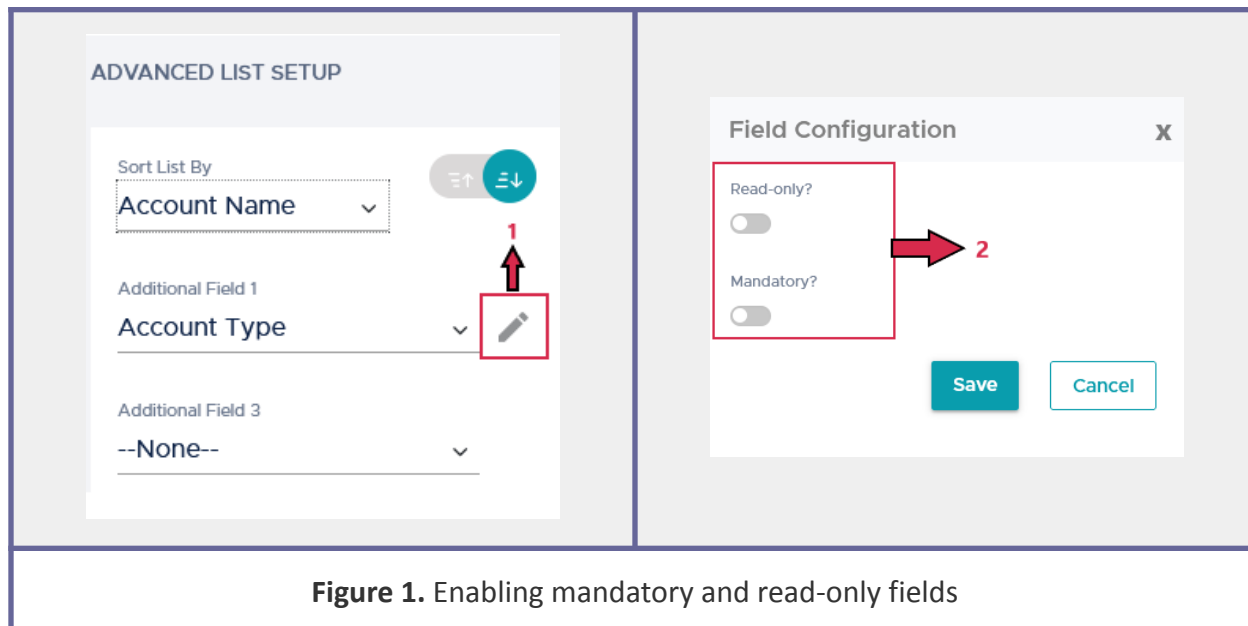 ADVANCED LIST SETUP
Sort List By
Account Name
1
Additional Field 1
Account Type
Additional Field 3
--None--
Field Configuration
X
Read-only?
2
Mandatory?
Save
Cancel
Figure 1. Enabling mandatory and read-only fields